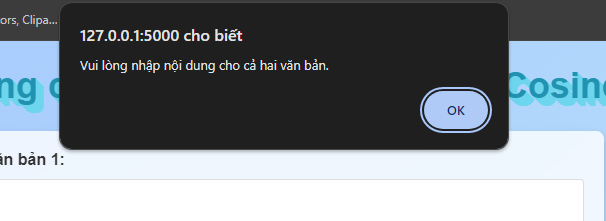 ors, Clipa...
127.0.0.1:5000 cho biết
Vui lòng nhập nội dung cho cả hai văn bản.
OK
ng
Cosin
ăn bản 1: